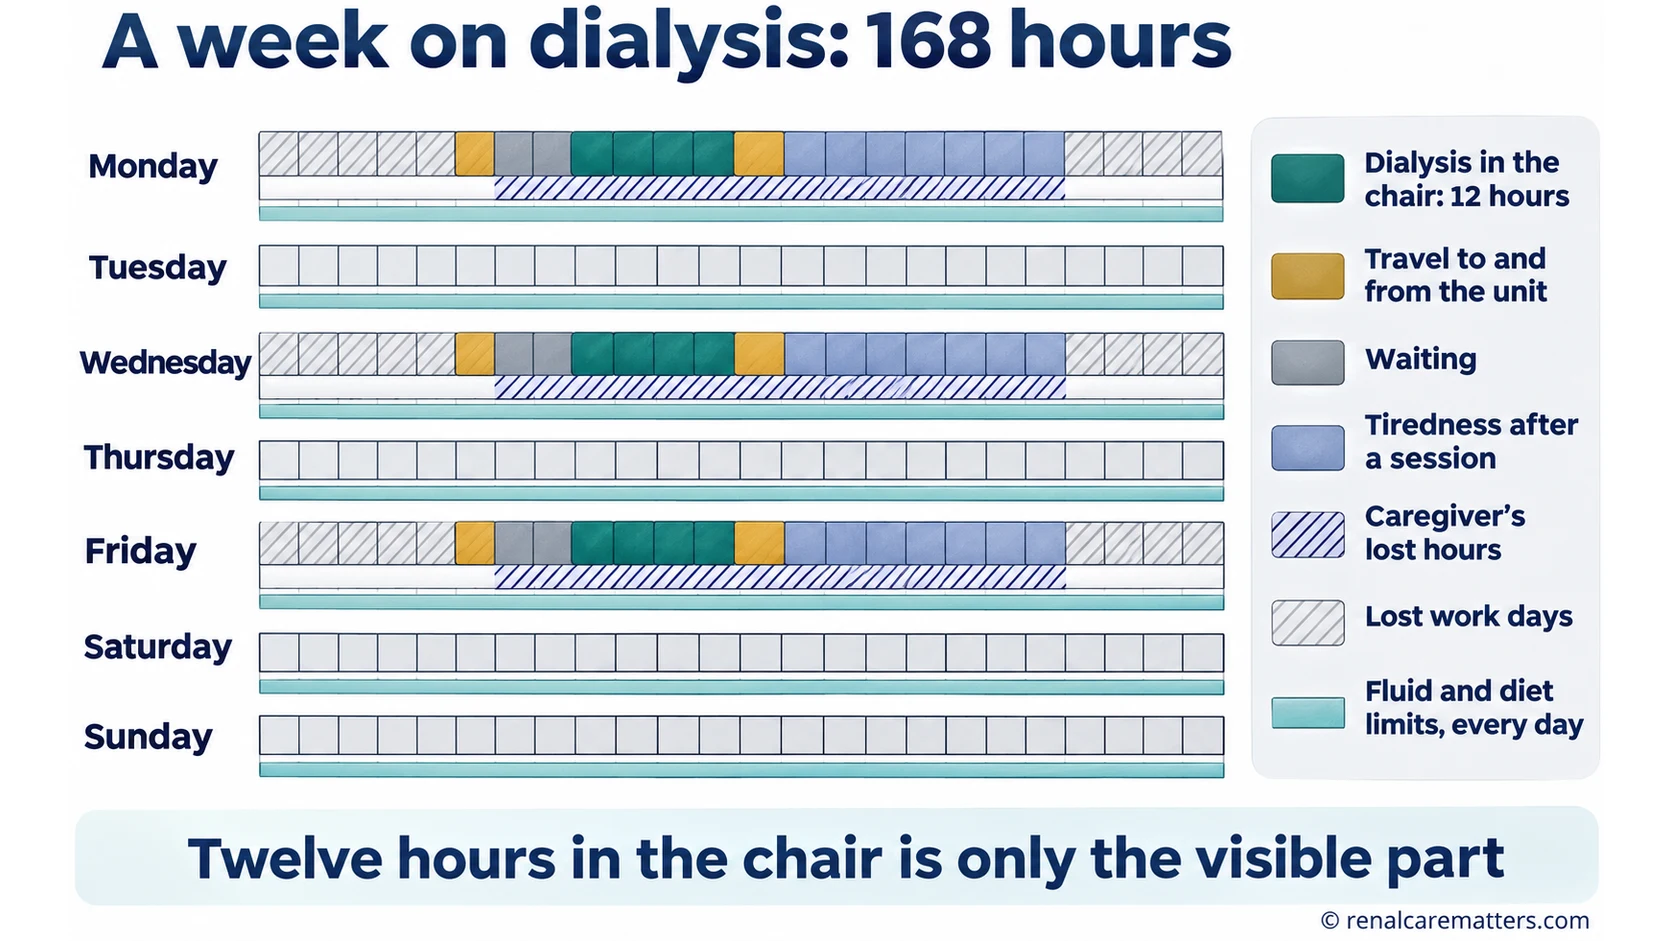 A week on dialysis: 168 hours
Monday
Tuesday
Wednesday
Thursday
Friday
Saturday
Sunday
Dialysis in the
chair: 12 hours
Travel to and
from the unit
Waiting
Tiredness after
a session
Caregiver’s
lost hours
Lost work days
Fluid and diet
limits, every day
Twelve hours in the chair is only the visible part
© renalcarematters.com